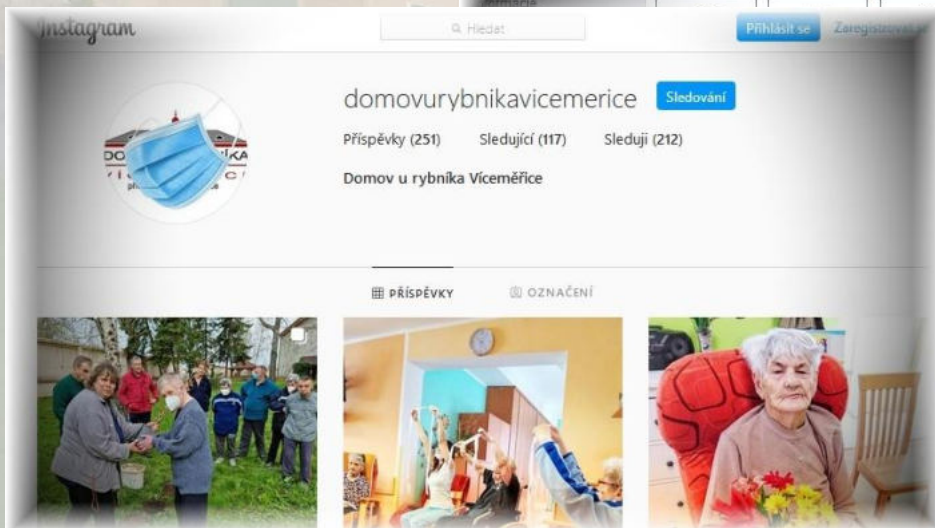 Instagram
Hledat
Přihlásit se
domovurybnikavicemerice
Sledování
Příspěvky (251) Sledující (117) Sleduji (212)
Domov u rybníka Víceměřice
PŘÍSPĚVKY
OZNAČENÍ